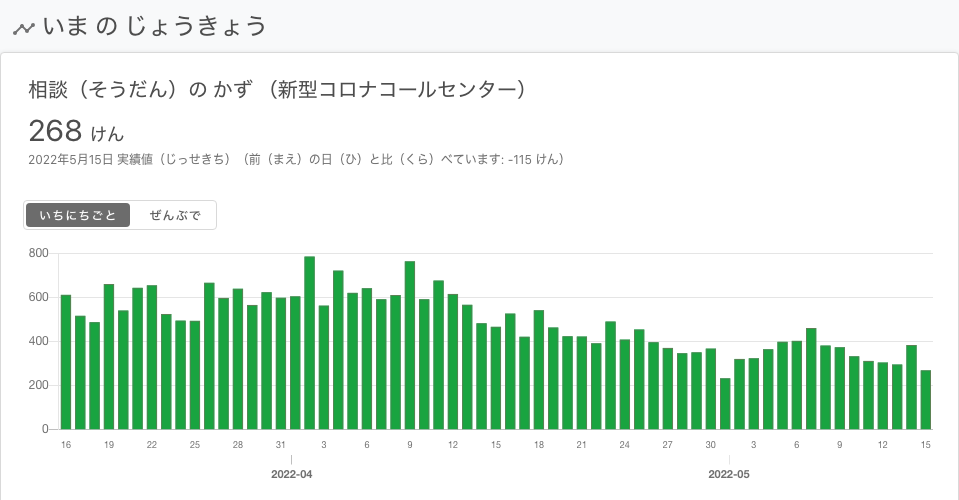 いま の じょうきょう
相談（そうだん）の かず （新型コロナコールセンター）
268 けん
2022年5月15日 実績値（じっせきち）（前（まえ）の日（ひ）と比（くら）べています: -115 けん）
いちにちごと ぜんぶで
800
600
400
200
0
16 19 22 25 28 31 3 6 9 12 15 18 21 24 27 30 3 6 9 12 15
2022-04 2022-05